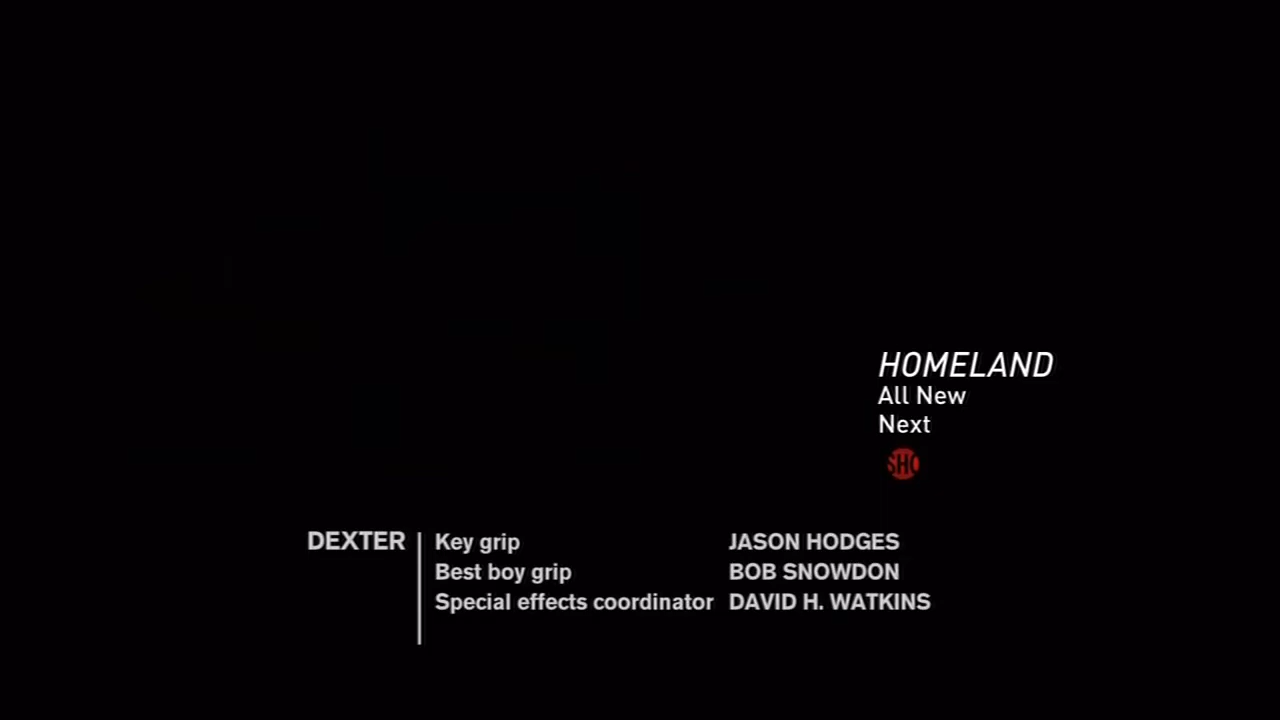 HOMELAND
All New
Next
SHO
DEXTER
Key grip JASON HODGES
Best boy grip BOB SNOWDON
Special effects coordinator DAVID H. WATKINS